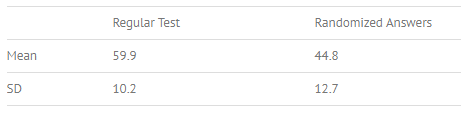 Regular Test Randomized Answers
Mean 59.9 44.8
SD 10.2 12.7